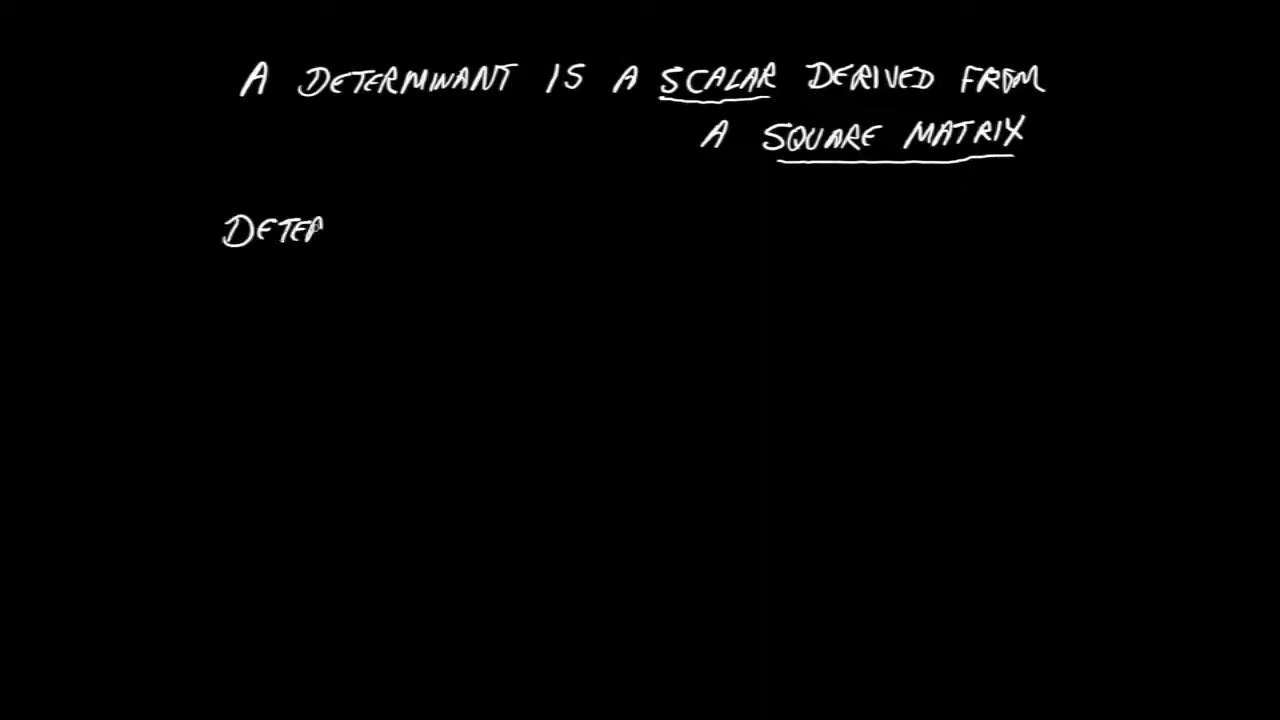 A DETERMINANT IS A SCALAR DERIVED FROM
A SQUARE MATRIX
DETER